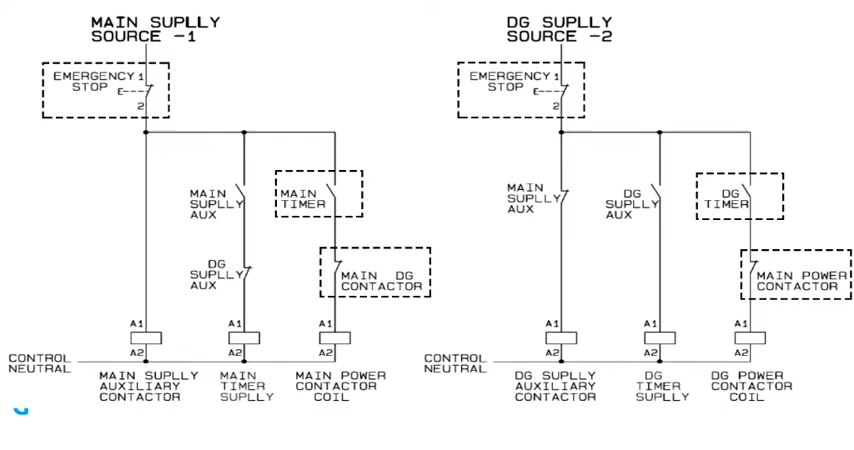 MAIN SUPLLY
SOURCE -1
EMERGENCY 1
STOP
E
2
MAIN
SUPLLY
AUX
MAIN
TIMER
DG
SUPLLY
AUX
MAIN DG
CONTACTOR
A1
A1
A1
A2
A2
A2
CONTROL
NEUTRAL
MAIN SUPLLY
AUXILIARY
CONTACTOR
MAIN
TIMER
SUPLLY
MAIN POWER
CONTACTOR
COIL
DG SUPLLY
SOURCE -2
EMERGENCY 1
STOP
E
2
MAIN
SUPLLY
AUX
DG
SUPLLY
AUX
DG
TIMER
MAIN POWER
CONTACTOR
A1
A1
A1
A2
A2
A2
CONTROL
NEUTRAL
DG SUPLLY
AUXILIARY
CONTACTOR
DG
TIMER
SUPLLY
DG POWER
CONTACTOR
COIL